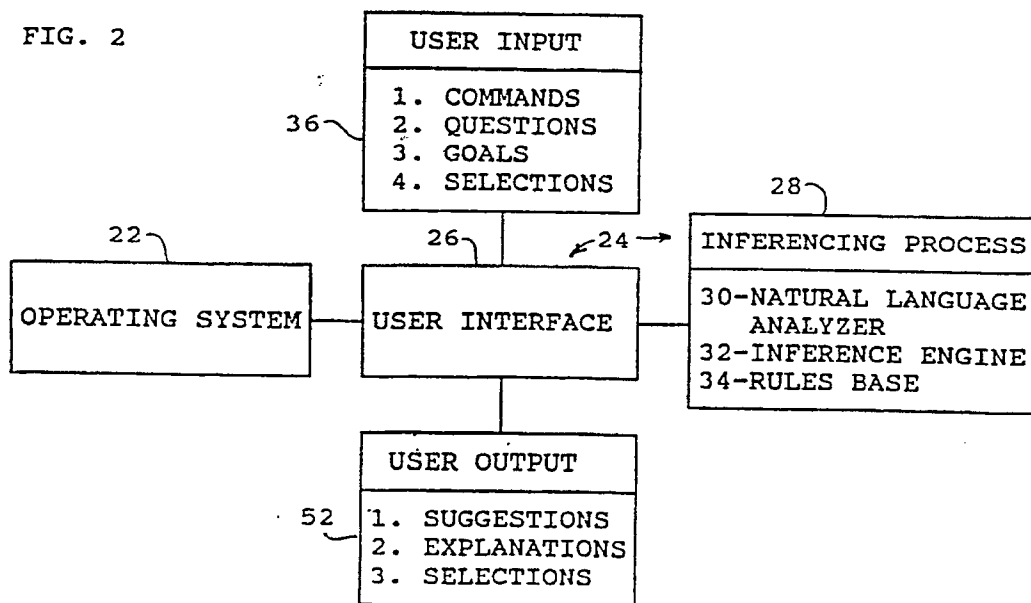 FIG. 2
USER INPUT
1. COMMANDS
2. QUESTIONS
3. GOALS
4. SELECTIONS
36
28
22
26
24
INFERENCING PROCESS
30-NATURAL LANGUAGE
ANALYZER
32-INFERENCE ENGINE
34-RULES BASE
OPERATING SYSTEM
USER INTERFACE
USER OUTPUT
1. SUGGESTIONS
2. EXPLANATIONS
3. SELECTIONS
52